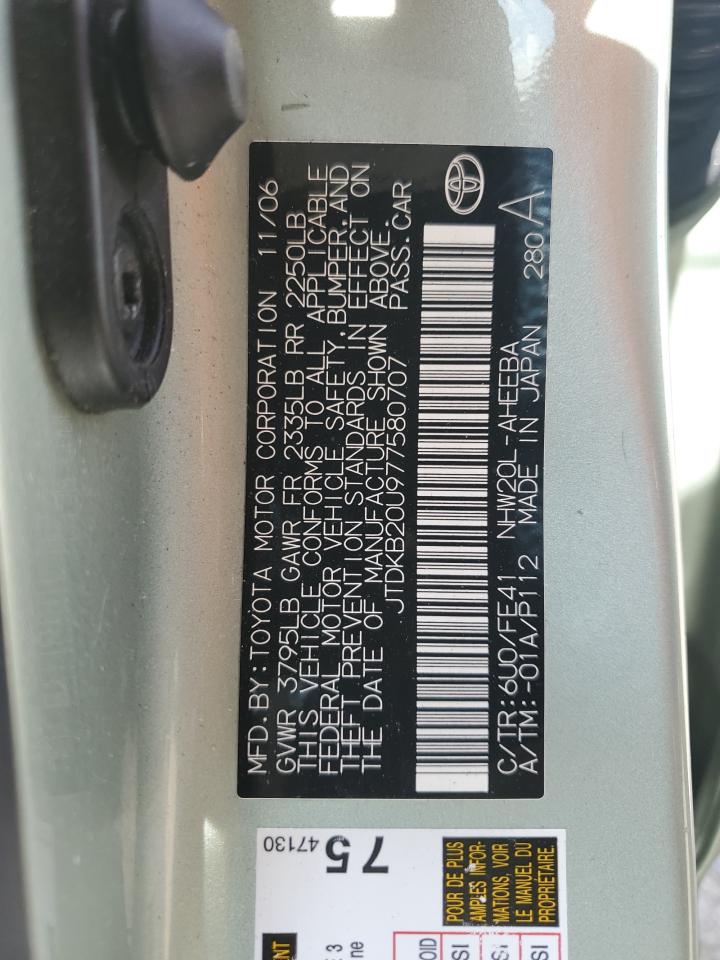 MFD.BY:TOYOTA MOTOR CORPORATION 11/06
GVWR 3795LB GAWR FR 2335LB RR 2250LB
THIS VEHICLE CONFORMS TO ALL APPLICABLE
FEDERAL MOTOR VEHICLE SAFETY,BUMPER,AND
THEFT PREVENTION STANDARDS IN EFFECT ON
THE DATE OF MANUFACTURE SHOWN ABOVE.
JTDKB20U977580707 PASS.CAR
C/TR:6U0/FE41 NHW20L-AHEEBA
A/TM:-01A/P112 MADE IN JAPAN 280A
75 47130
POUR DE PLUS
AMPLES INFOR-
MATIONS, VOIR
LE MANUEL DU
PROPRIÉTAIRE.